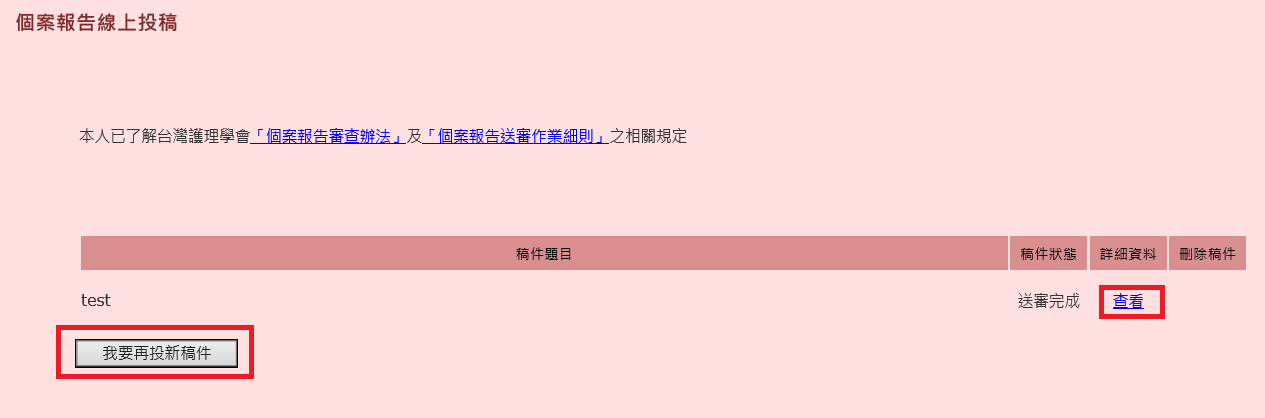 個案報告線上投稿
本人已了解台灣護理學會「個案報告審查辦法」及「個案報告送審作業細則」之相關規定
稿件題目 稿件狀態 詳細資料 刪除稿件
test 送審完成 查看
我要再投新稿件